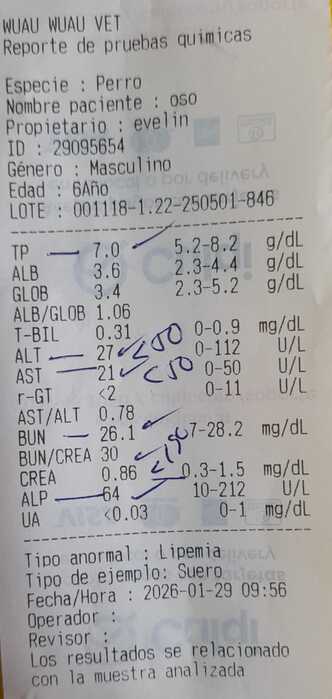 WUAU WUAU VET
Reporte de pruebas quimicas
Especie : Perro
Nombre paciente : oso
Propietario : evelin
ID : 29095654
Género : Masculino
Edad : 6Año
LOTE : 001118-1.22-250501-846
TP 7.0 5.2-8.2 g/dL
ALB 3.6 2.3-4.4 g/dL
GLOB 3.4 2.3-5.2 g/dL
ALB/GLOB 1.06
T-BIL 0.31 0-0.9 mg/dL
ALT 27 <50 0-112 U/L
AST 21 <50 0-50 U/L
r-GT <2 0-11 U/L
AST/ALT 0.78
BUN 26.1 7-28.2 mg/dL
BUN/CREA 30
CREA 0.86 0.3-1.5 mg/dL
ALP 64 10-212 U/L
UA <0.03 0-1 mg/dL
Tipo anormal : Lipemia
Tipo de ejemplo: Suero
Fecha/Hora : 2026-01-29 09:56
Operador :
Revisor :
Los resultados se relacionado
con la muestra analizada